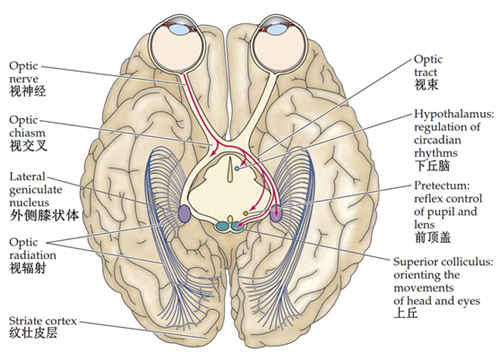 Optic
nerve
视神经
Optic
chiasm
视交叉
Lateral
geniculate
nucleus
外侧膝状体
Optic
radiation
视辐射
Striate cortex
纹壮皮层
Optic
tract
视束
Hypothalamus:
regulation of
circadian
rhythms
下丘脑
Pretectum:
reflex control
of pupil and
lens
前顶盖
Superior colliculus:
orienting the
movements
of head and eyes
上丘